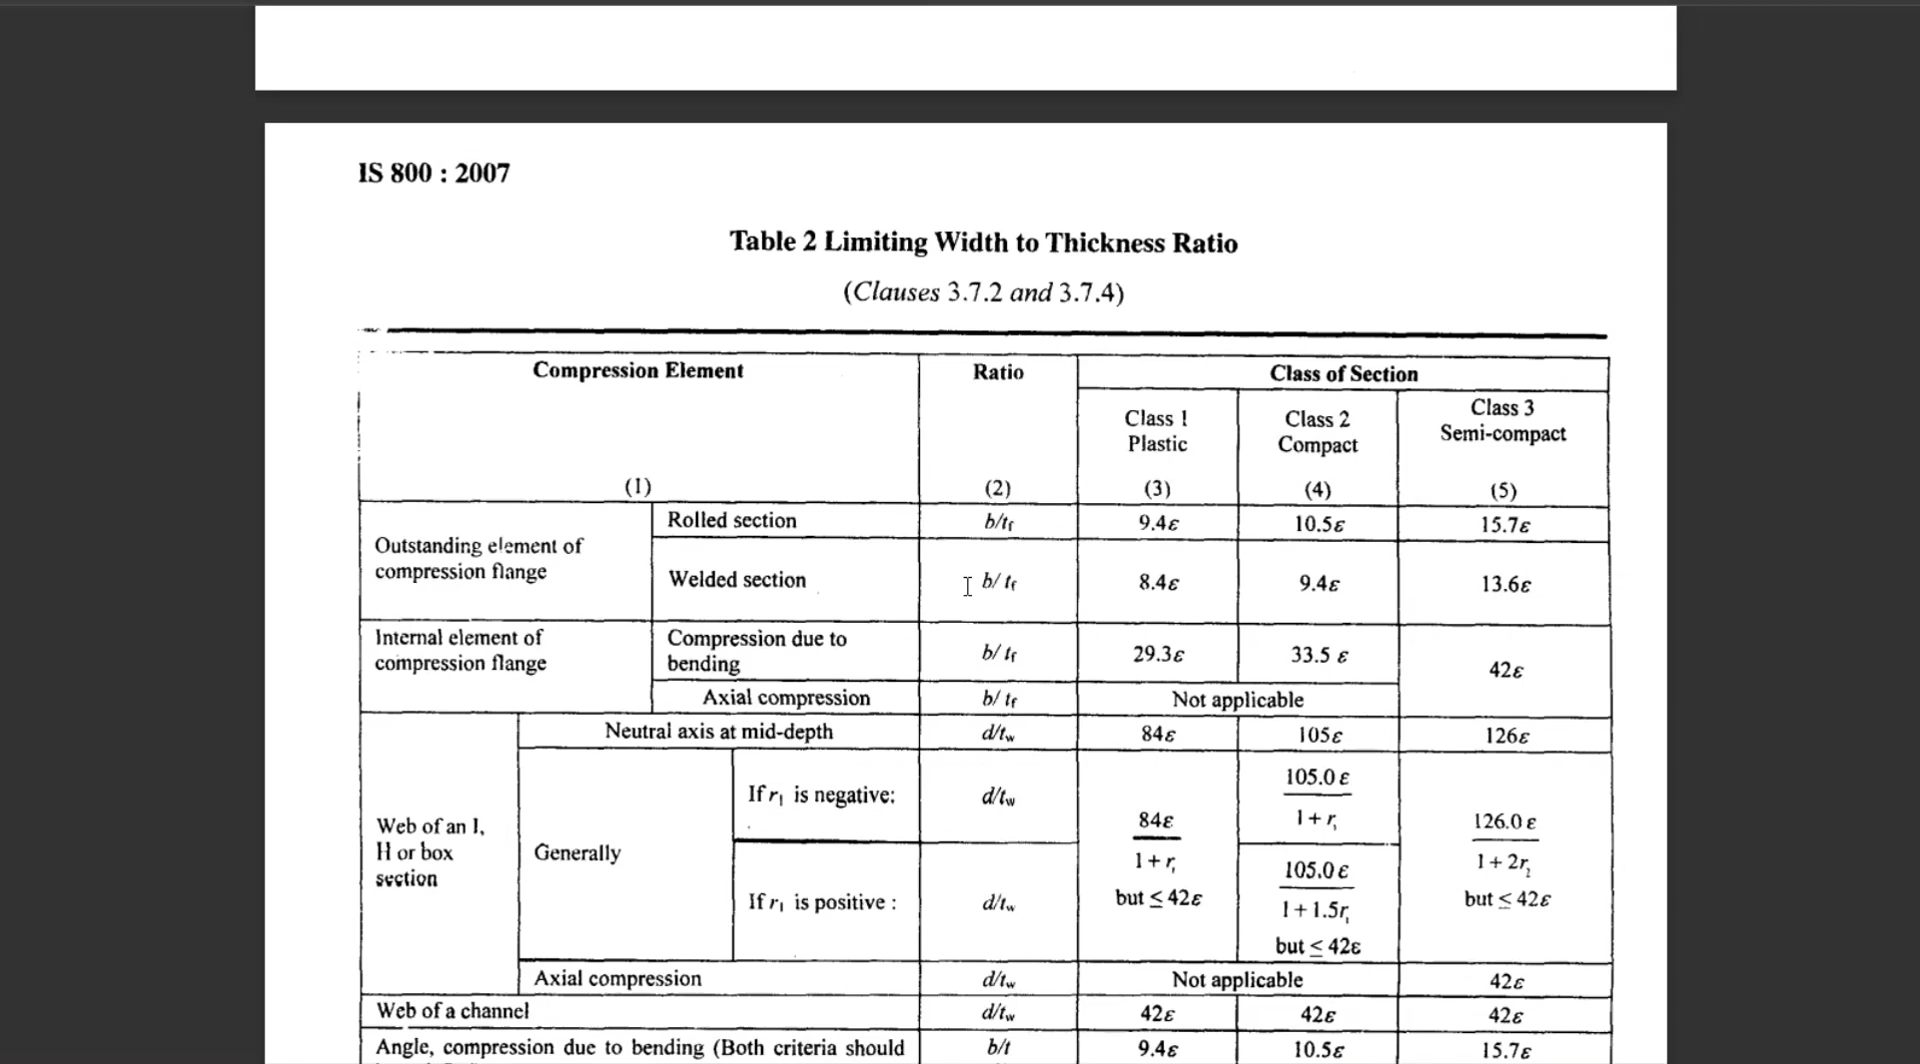 IS 800 : 2007
Table 2 Limiting Width to Thickness Ratio
(Clauses 3.7.2 and 3.7.4)
Compression Element
Ratio
Class of Section
Class 1
Plastic
Class 2
Compact
Class 3
Semi-compact
(1)
(2)
(3)
(4)
(5)
Outstanding element of
compression flange
Rolled section
b/tf
9.4ε
10.5ε
15.7ε
Welded section
b/ tf
8.4ε
9.4ε
13.6ε
Internal element of
compression flange
Compression due to
bending
b/ tf
29.3ε
33.5 ε
42ε
Axial compression
b/ tf
Not applicable
Web of an I,
H or box
section
Neutral axis at mid-depth
d/tw
84ε
105ε
126ε
Generally
If r1 is negative:
d/tw
84ε
1 + r1
but ≤ 42ε
105.0 ε
1 + r1
126.0 ε
1 + 2r2
but ≤ 42ε
If r1 is positive :
d/tw
105.0 ε
1 + 1.5r1
but ≤ 42ε
Axial compression
d/tw
Not applicable
42ε
Web of a channel
d/tw
42ε
42ε
42ε
Angle, compression due to bending (Both criteria should
b/t
9.4ε
10.5ε
15.7ε